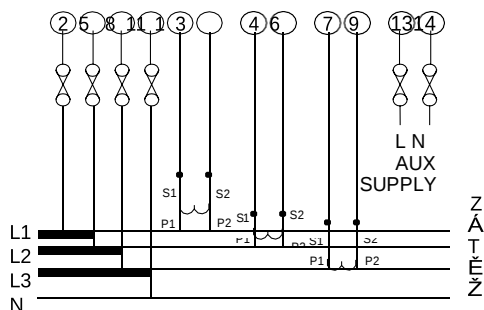 2 5 8 11 1 3 4 6 7 9 13 14
L N
AUX
SUPPLY
S1 S2
S1 S2
P1 P2
P1 P2 S1 S2
P1 P2
L1
L2
L3
N
Z
Á
T
Ě
Ž